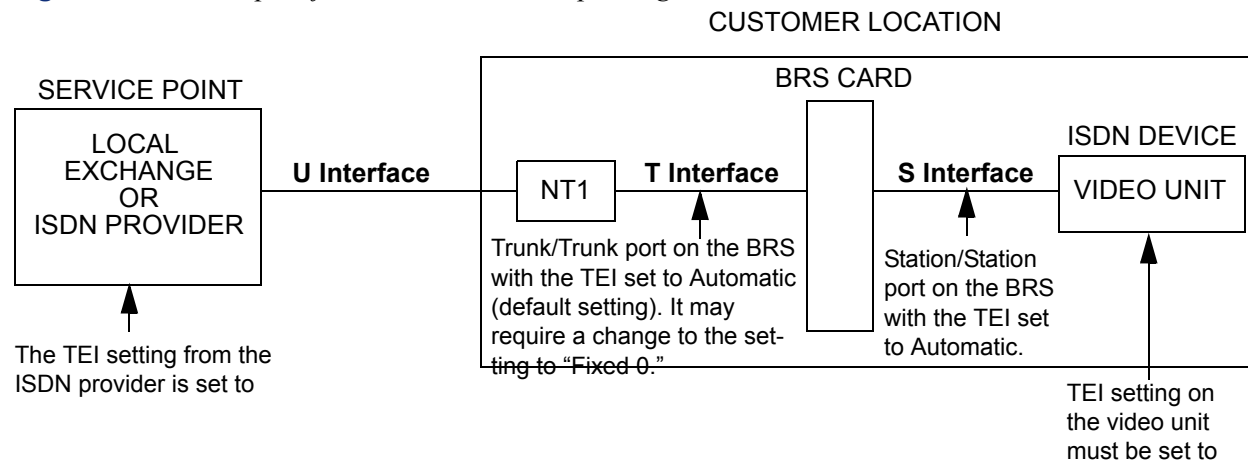 CUSTOMER LOCATION
SERVICE POINT
LOCAL
EXCHANGE
OR
ISDN PROVIDER
U Interface
NT1
T Interface
BRS CARD
S Interface
ISDN DEVICE
VIDEO UNIT
Trunk/Trunk port on the BRS
with the TEI set to Automatic
(default setting). It may
require a change to the set-
ting to “Fixed 0.”
Station/Station
port on the BRS
with the TEI set
to Automatic.
The TEI setting from the
ISDN provider is set to
TEI setting on
the video unit
must be set to